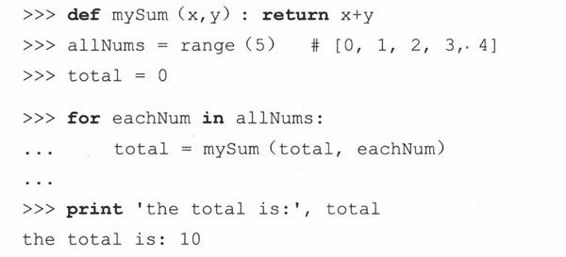 >>> def mySum (x,y) : return x+y
>>> allNums = range (5)   # [0, 1, 2, 3, 4]
>>> total = 0
>>> for eachNum in allNums:
...     total = mySum (total, eachNum)
...
>>> print 'the total is:', total
the total is: 10